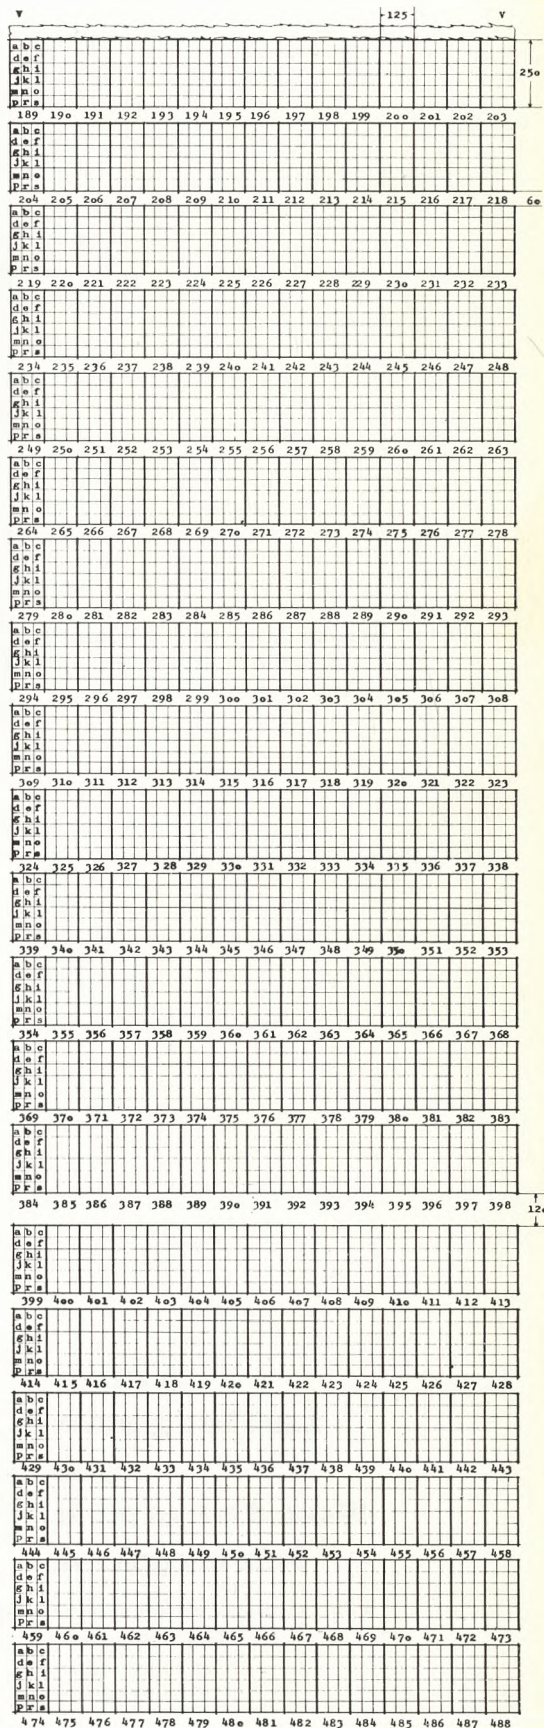 V 125 V
a b c
d e f
g h i
j k l
m n o
p r s
250
189 190 191 192 193 194 195 196 197 198 199 200 201 202 203
a b c
d e f
g h i
j k l
m n o
p r s
204 205 206 207 208 209 210 211 212 213 214 215 216 217 218 60
a b c
d e f
g h i
j k l
m n o
p r s
219 220 221 222 223 224 225 226 227 228 229 230 231 232 233
a b c
d e f
g h i
j k l
m n o
p r s
234 235 236 237 238 239 240 241 242 243 244 245 246 247 248
a b c
d e f
g h i
j k l
m n o
p r s
249 250 251 252 253 254 255 256 257 258 259 260 261 262 263
a b c
d e f
g h i
j k l
m n o
p r s
264 265 266 267 268 269 270 271 272 273 274 275 276 277 278
a b c
d e f
g h i
j k l
m n o
p r s
279 280 281 282 283 284 285 286 287 288 289 290 291 292 293
a b c
d e f
g h i
j k l
m n o
p r s
294 295 296 297 298 299 300 301 302 303 304 305 306 307 308
a b c
d e f
g h i
j k l
m n o
p r s
309 310 311 312 313 314 315 316 317 318 319 320 321 322 323
a b c
d e f
g h i
j k l
m n o
p r s
324 325 326 327 328 329 330 331 332 333 334 335 336 337 338
a b c
d e f
g h i
j k l
m n o
p r s
339 340 341 342 343 344 345 346 347 348 349 350 351 352 353
a b c
d e f
g h i
j k l
m n o
p r s
354 355 356 357 358 359 360 361 362 363 364 365 366 367 368
a b c
d e f
g h i
j k l
m n o
p r s
369 370 371 372 373 374 375 376 377 378 379 380 381 382 383
a b c
d e f
g h i
j k l
m n o
p r s
384 385 386 387 388 389 390 391 392 393 394 395 396 397 398
a b c
d e f
g h i
j k l
m n o
p r s
399 400 401 402 403 404 405 406 407 408 409 410 411 412 413
a b c
d e f
g h i
j k l
m n o
p r s
414 415 416 417 418 419 420 421 422 423 424 425 426 427 428
a b c
d e f
g h i
j k l
m n o
p r s
429 430 431 432 433 434 435 436 437 438 439 440 441 442 443
a b c
d e f
g h i
j k l
m n o
p r s
444 445 446 447 448 449 450 451 452 453 454 455 456 457 458
a b c
d e f
g h i
j k l
m n o
p r s
459 460 461 462 463 464 465 466 467 468 469 470 471 472 473
a b c
d e f
g h i
j k l
m n o
p r s
474 475 476 477 478 479 480 481 482 483 484 485 486 487 488